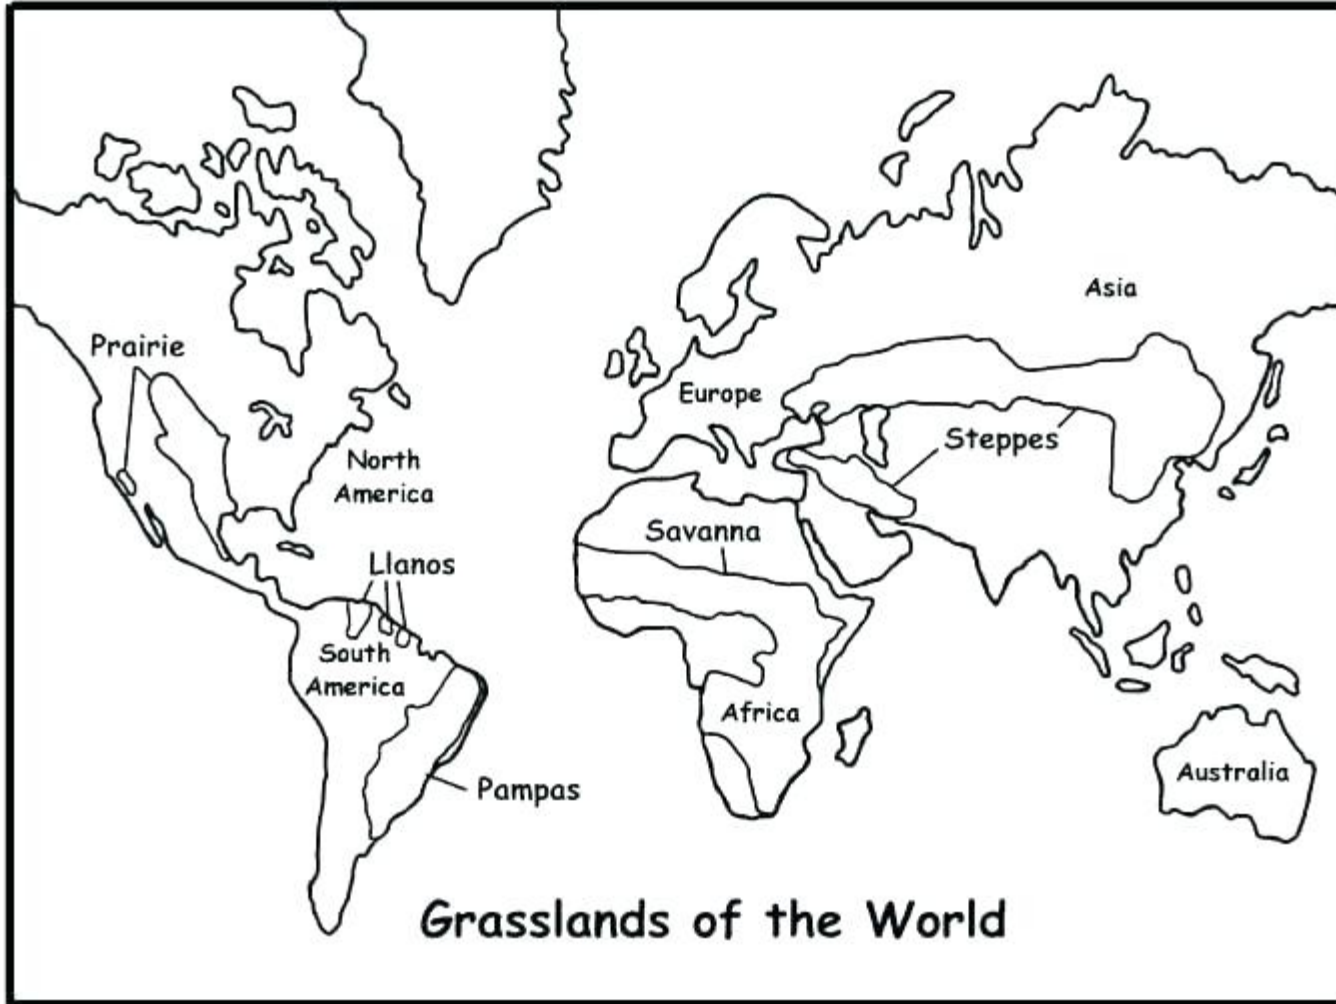 Asia
Prairie
Europe
Steppes
North
America
Savanna
Llanos
South
America
Africa
Australia
Pampas
Grasslands of the World